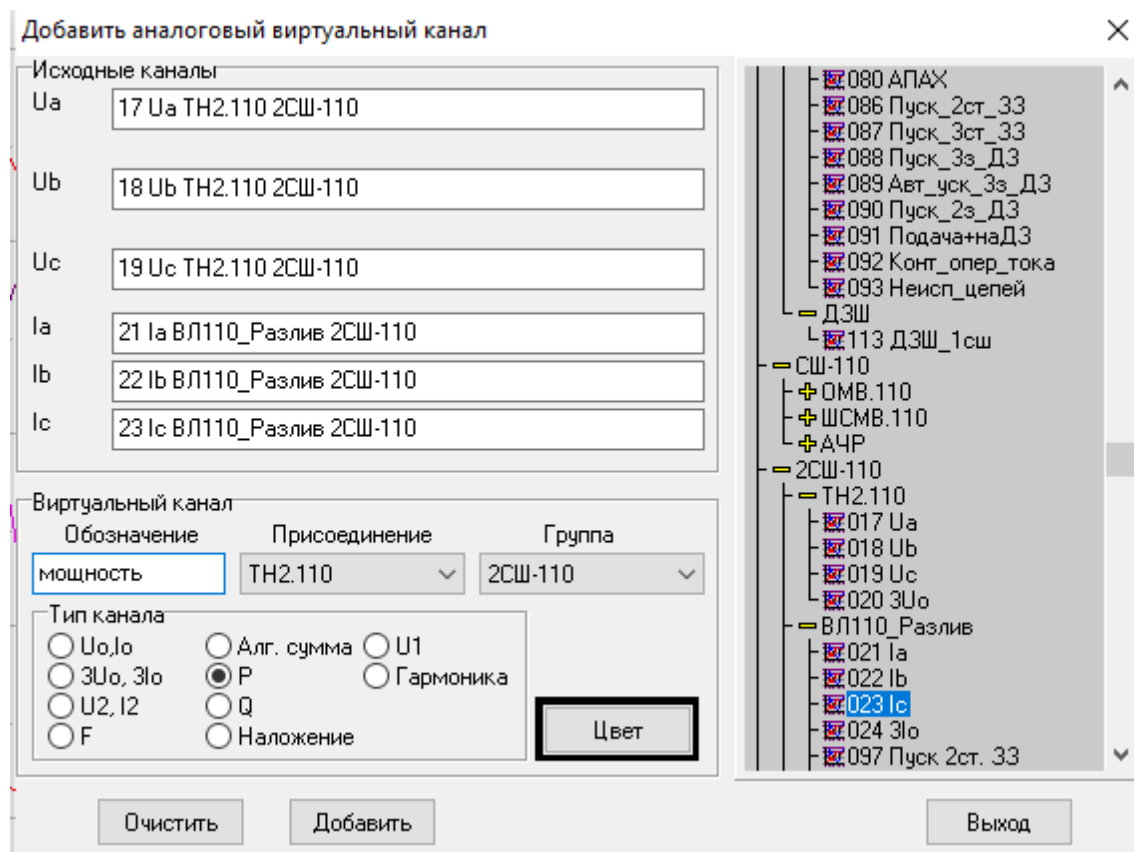 Добавить аналоговый виртуальный канал
Исходные каналы
Ua
17 Ua ТН2.110 2СШ-110
Ub
18 Ub ТН2.110 2СШ-110
Uc
19 Uc ТН2.110 2СШ-110
Ia
21 Ia ВЛ110_Разлив 2СШ-110
Ib
22 Ib ВЛ110_Разлив 2СШ-110
Ic
23 Ic ВЛ110_Разлив 2СШ-110
Виртуальный канал
Обозначение Присоединение Группа
мощность ТН2.110 2СШ-110
Тип канала
Uo,Io Алг. сумма U1
3Uo, 3Io P Гармоника
U2, I2 Q
F Наложение
Цвет
Очистить Добавить Выход
080 АПАХ
086 Пуск_2ст_ЗЗ
087 Пуск_3ст_ЗЗ
088 Пуск_3з_ДЗ
089 Авт_уск_3з_ДЗ
090 Пуск_2з_ДЗ
091 Подача+наДЗ
092 Конт_опер_тока
093 Неисп_цепей
ДЗШ
113 ДЗШ_1сш
СШ-110
ОМВ.110
ШСМВ.110
АЧР
2СШ-110
ТН2.110
017 Ua
018 Ub
019 Uc
020 3Uo
ВЛ110_Разлив
021 Ia
022 Ib
023 Ic
024 3Io
097 Пуск 2ст. ЗЗ